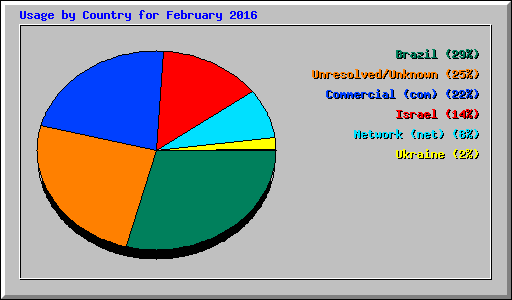 Usage by Country for February 2016
Brazil (29%)
Unresolved/Unknown (25%)
Commercial (com) (22%)
Israel (14%)
Network (net) (8%)
Ukraine (2%)